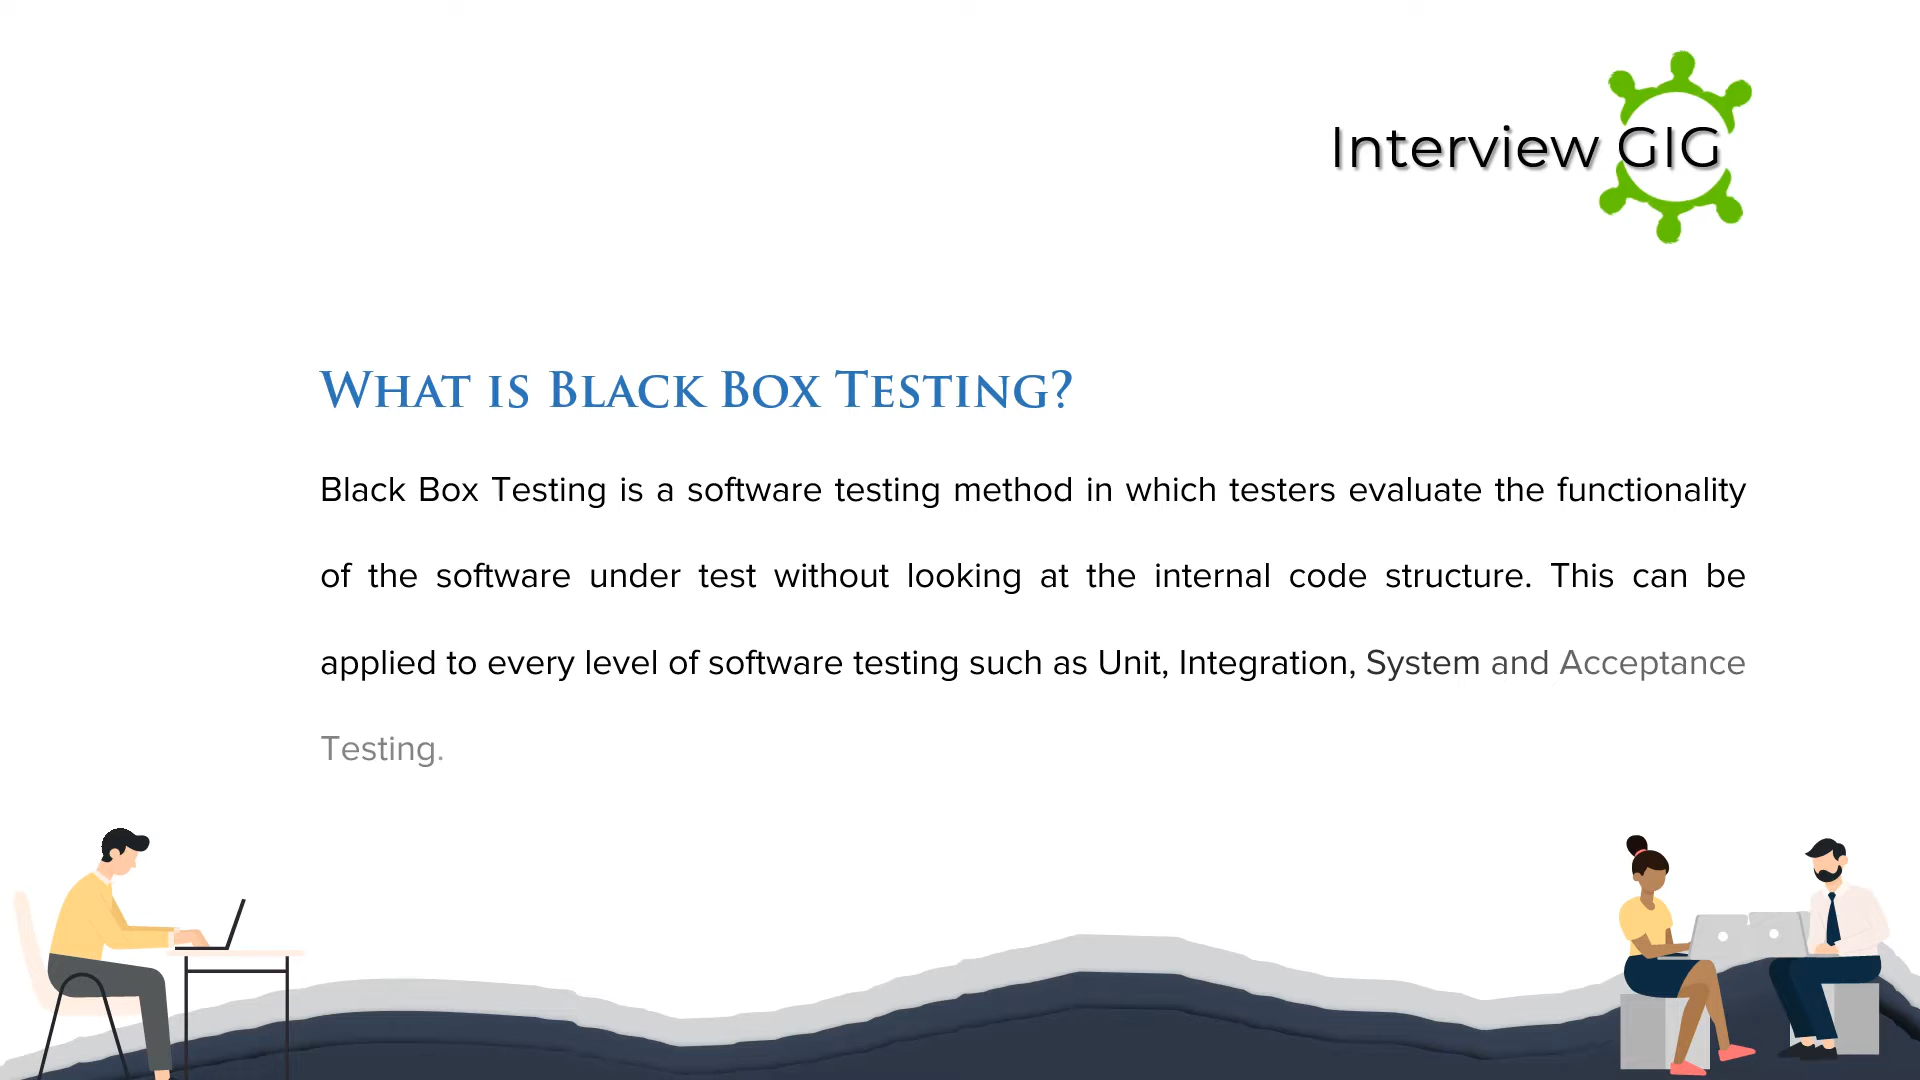 Interview GIG
What is Black Box Testing?
Black Box Testing is a software testing method in which testers evaluate the functionality
of the software under test without looking at the internal code structure. This can be
applied to every level of software testing such as Unit, Integration, System and Acceptance
Testing.